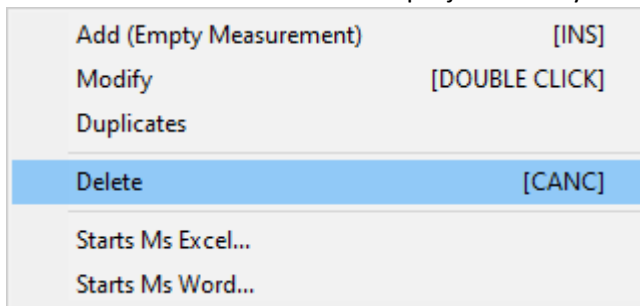 Add (Empty Measurement) [INS]
Modify [DOUBLE CLICK]
Duplicates
Delete [CANC]
Starts Ms Excel...
Starts Ms Word...